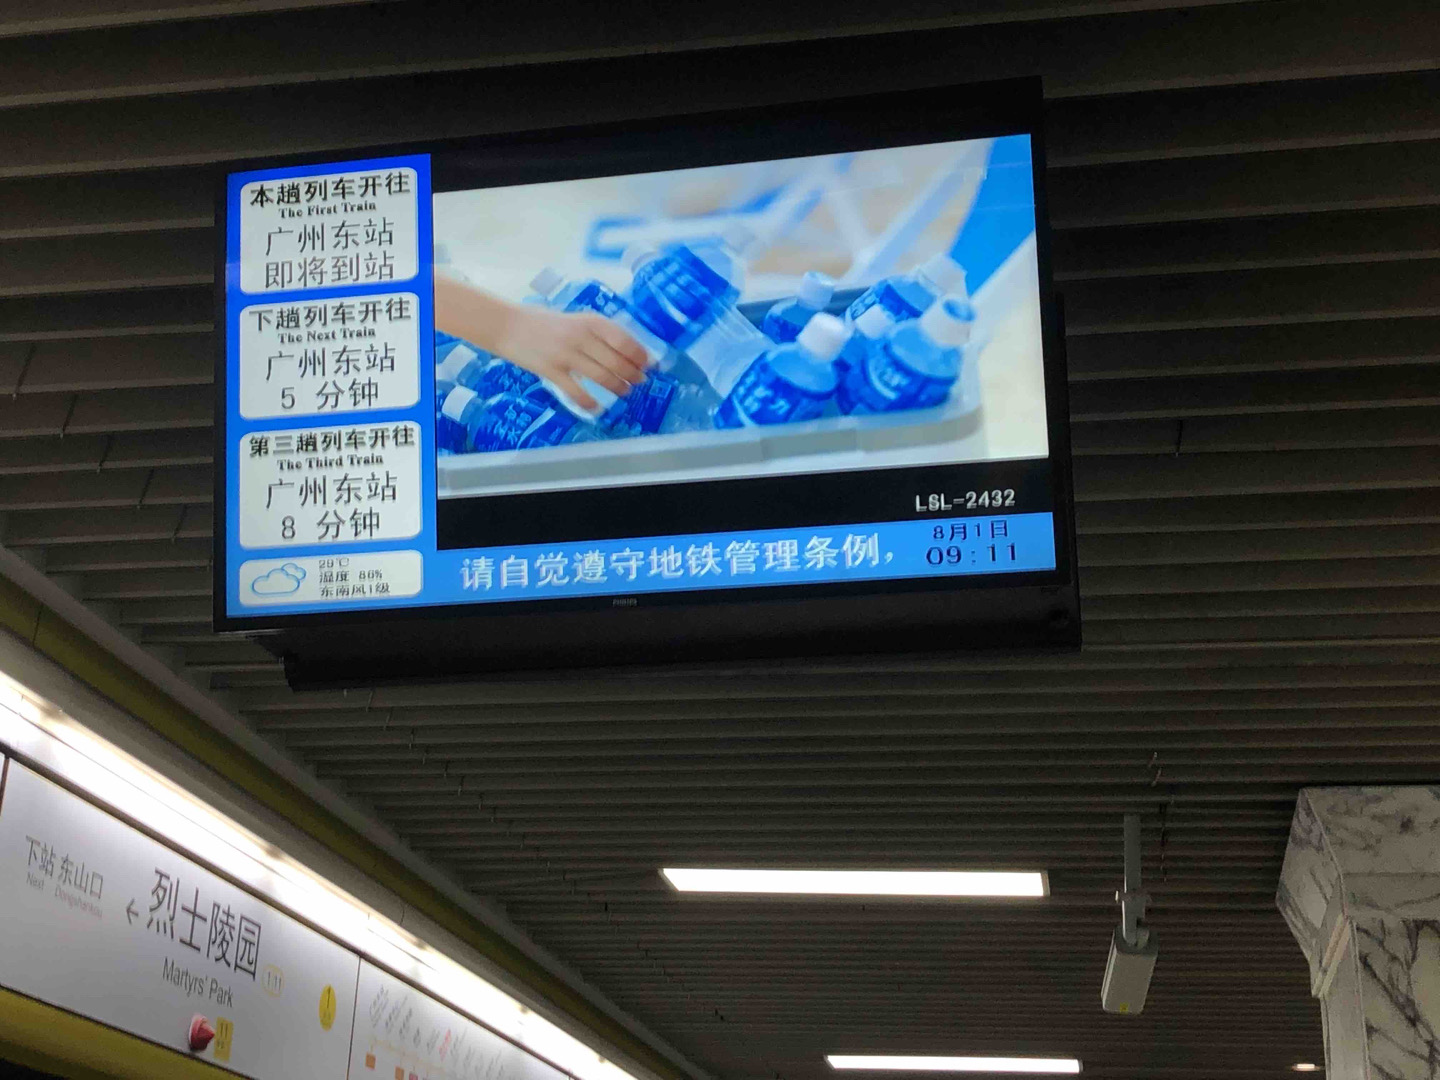 本趟列车开往
The First Train
广州东站
即将到站
下趟列车开往
The Next Train
广州东站
5 分钟
第三趟列车开往
The Third Train
广州东站
8 分钟
29℃
湿度 86%
东南风1级
LSL-2432
请自觉遵守地铁管理条例，
8月1日
09:11
PHILIPS
下站 东山口
Next Dongshankou
← 烈士陵园
Martyrs' Park
1
11